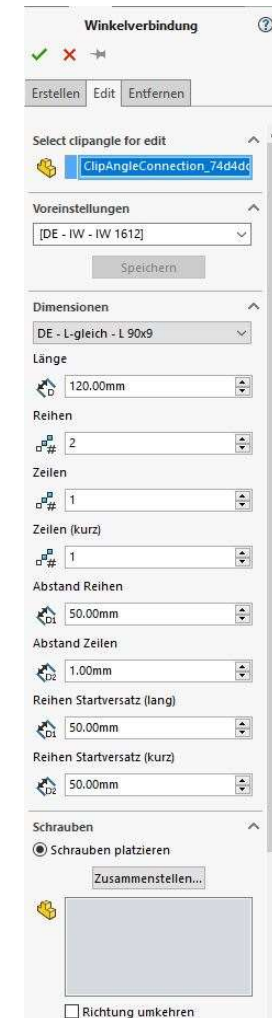 Winkelverbindung
Erstellen Edit Entfernen
Select clipangle for edit
ClipAngleConnection_74d4dc
Voreinstellungen
[DE - IW - IW 1612]
Speichern
Dimensionen
DE - L-gleich - L 90x9
Länge
120.00mm
Reihen
2
Zeilen
1
Zeilen (kurz)
1
Abstand Reihen
50.00mm
Abstand Zeilen
1.00mm
Reihen Startversatz (lang)
50.00mm
Reihen Startversatz (kurz)
50.00mm
Schrauben
Schrauben platzieren
Zusammenstellen...
Richtung umkehren